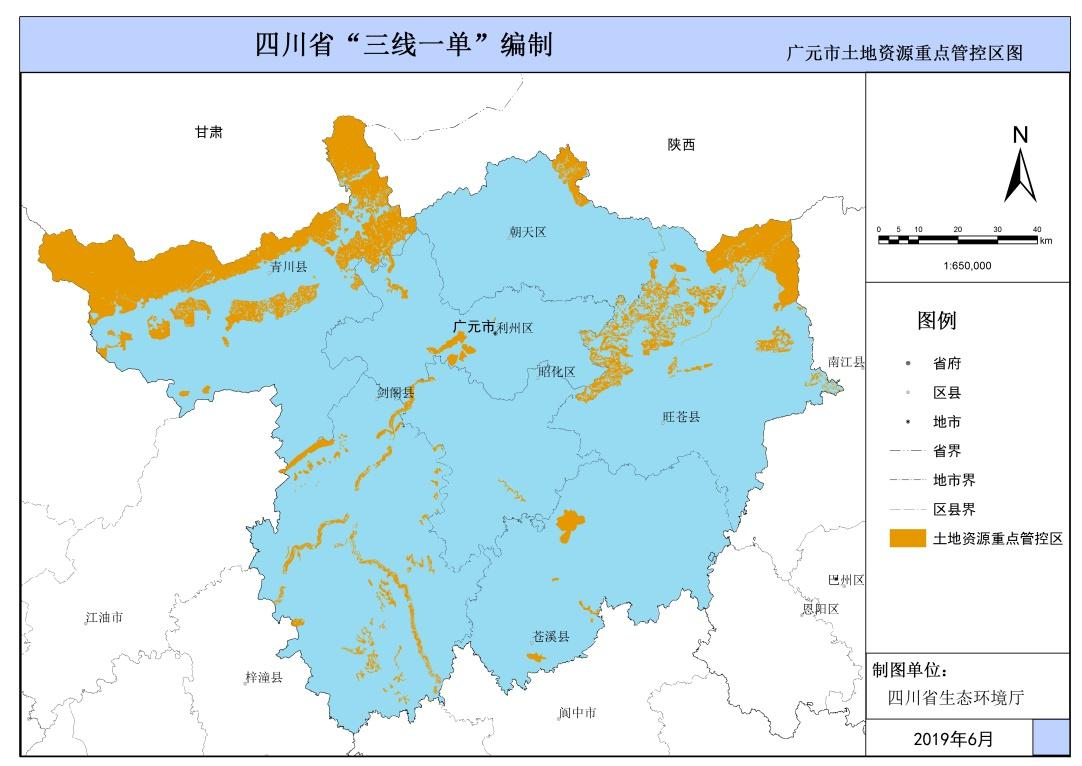 四川省“三线一单”编制
广元市土地资源重点管控区图
甘肃
陕西
N
0 5 10 20 30 40
km
1:650,000
朝天区
青川县
广元市
利州区
昭化区
剑阁县
旺苍县
南江县
巴州区
恩阳区
江油市
苍溪县
梓潼县
阆中市
图例
省府
区县
地市
省界
地市界
区县界
土地资源重点管控区
制图单位:
四川省生态环境厅
2019年6月